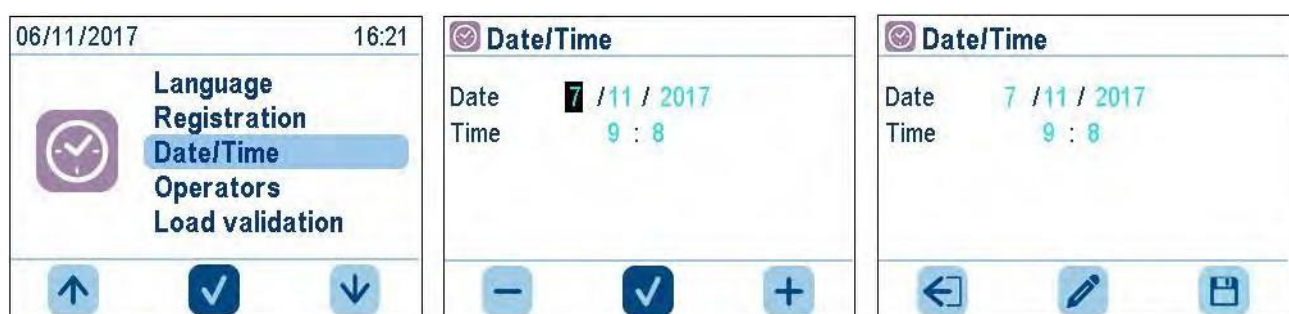 06/11/2017 16:21
Language
Registration
Date/Time
Operators
Load validation
Date/Time
Date 7 / 11 / 2017
Time 9 : 8
Date/Time
Date 7 / 11 / 2017
Time 9 : 8